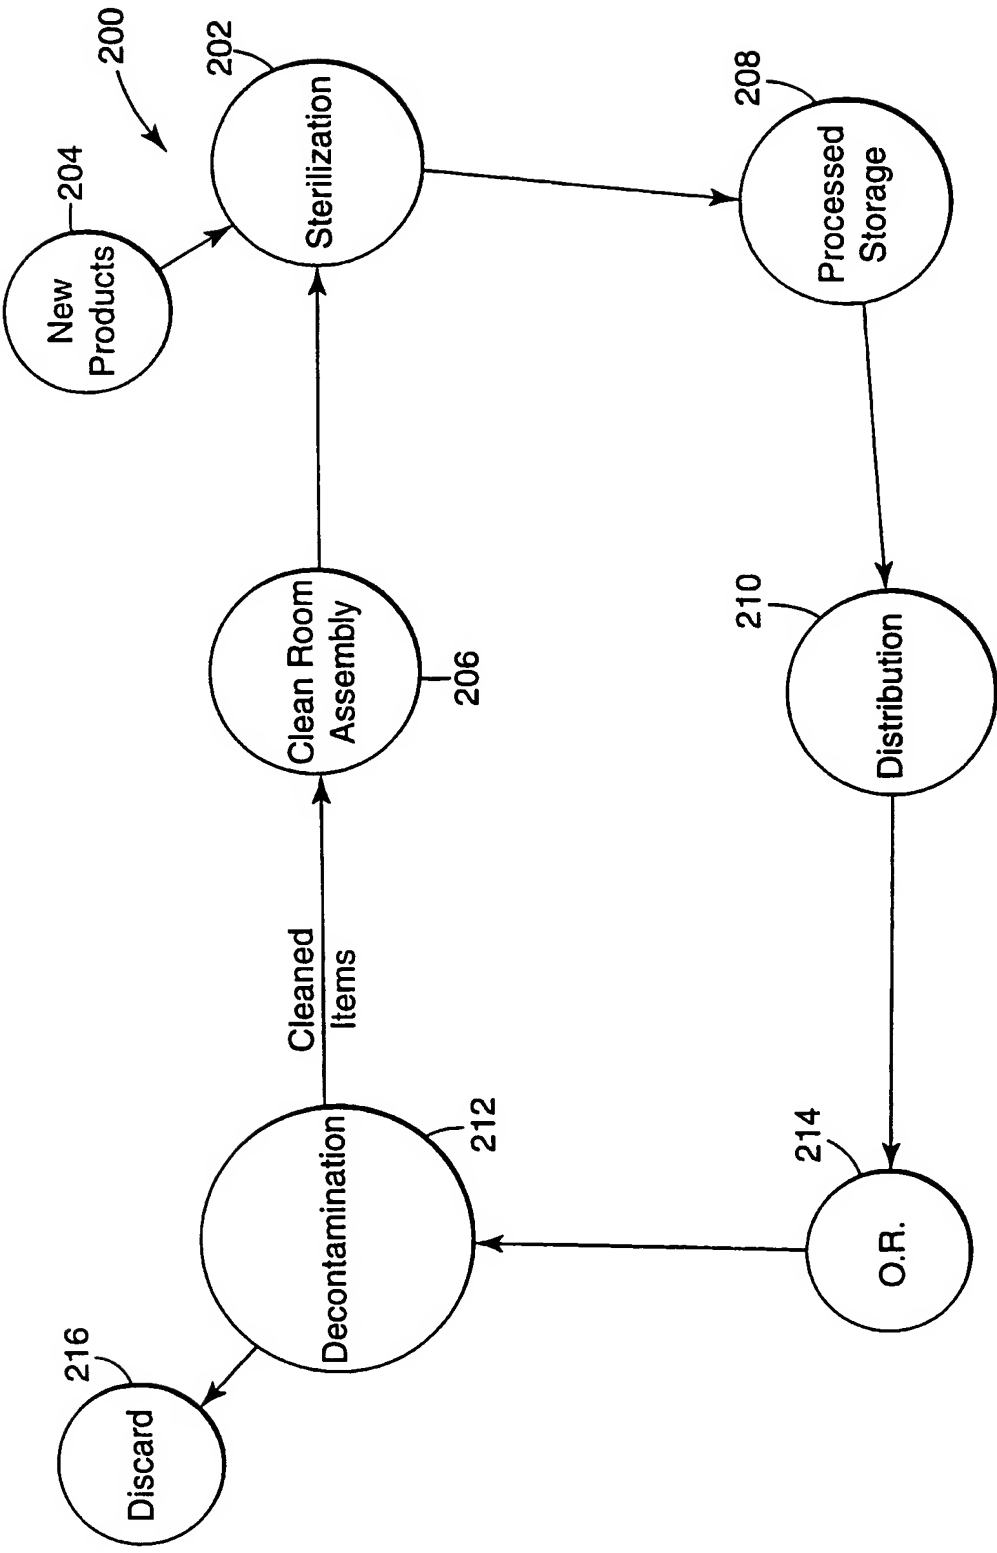 200
204
New
Products
202
Sterilization
Clean Room
Assembly
206
Cleaned
Items
Decontamination
212
216
Discard
208
Processed
Storage
210
Distribution
214
O.R.